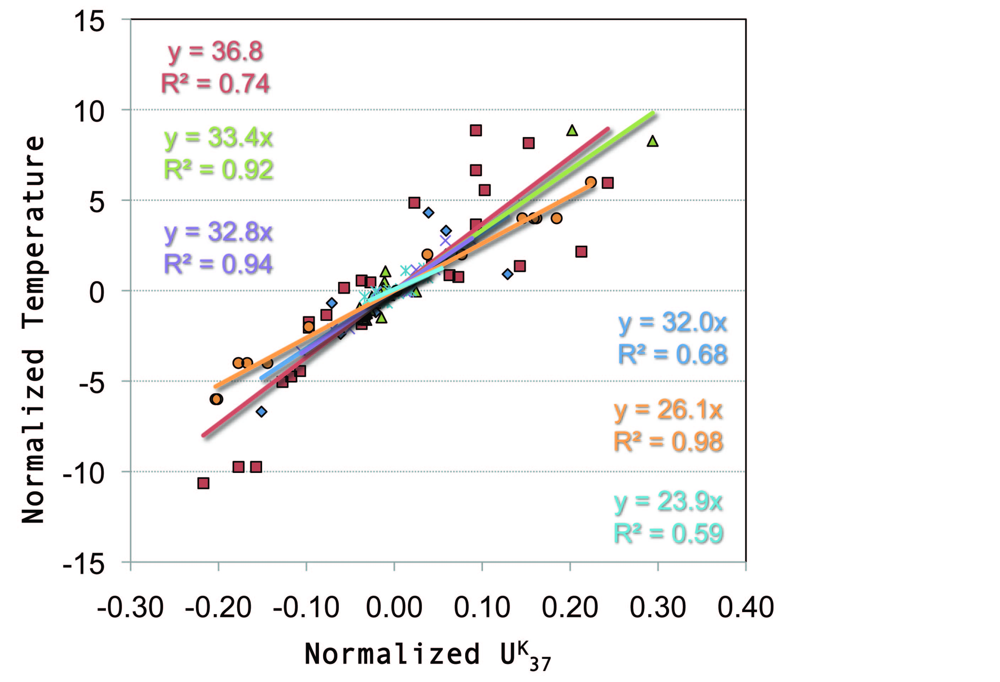 15
10
5
0
-5
-10
-15
Normalized Temperature
y = 36.8
R² = 0.74
y = 33.4x
R² = 0.92
y = 32.8x
R² = 0.94
y = 32.0x
R² = 0.68
y = 26.1x
R² = 0.98
y = 23.9x
R² = 0.59
-0.30 -0.20 -0.10 0.00 0.10 0.20 0.30 0.40
Normalized Uᴷ₃₇